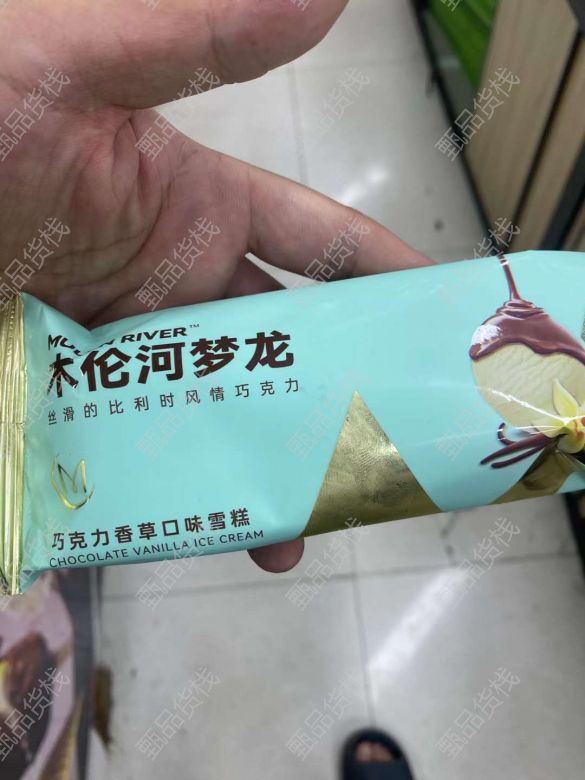 RIVER™
木伦河梦龙
丝滑的比利时风情巧克力
巧克力香草口味雪糕
CHOCOLATE VANILLA ICE CREAM
甄品货栈